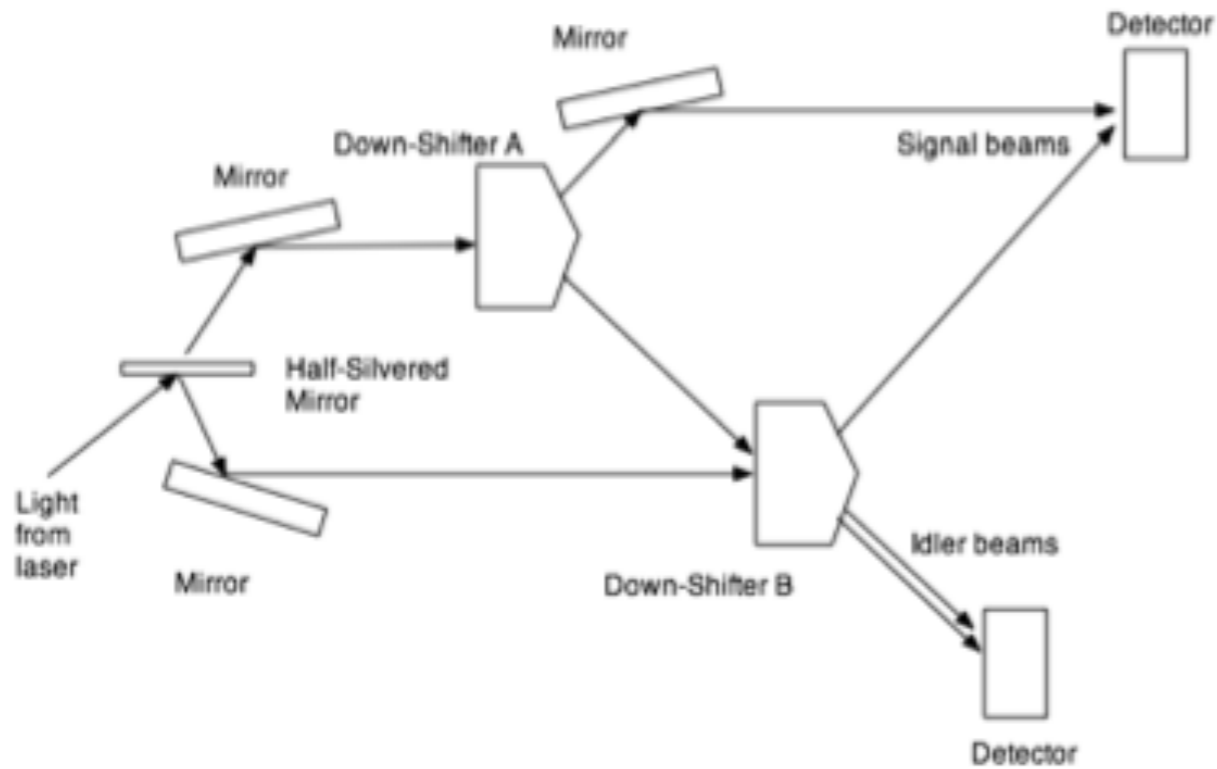 Detector
Mirror
Down-Shifter A
Signal beams
Mirror
Half-Silvered
Mirror
Light
from
laser
Idler beams
Mirror
Down-Shifter B
Detector